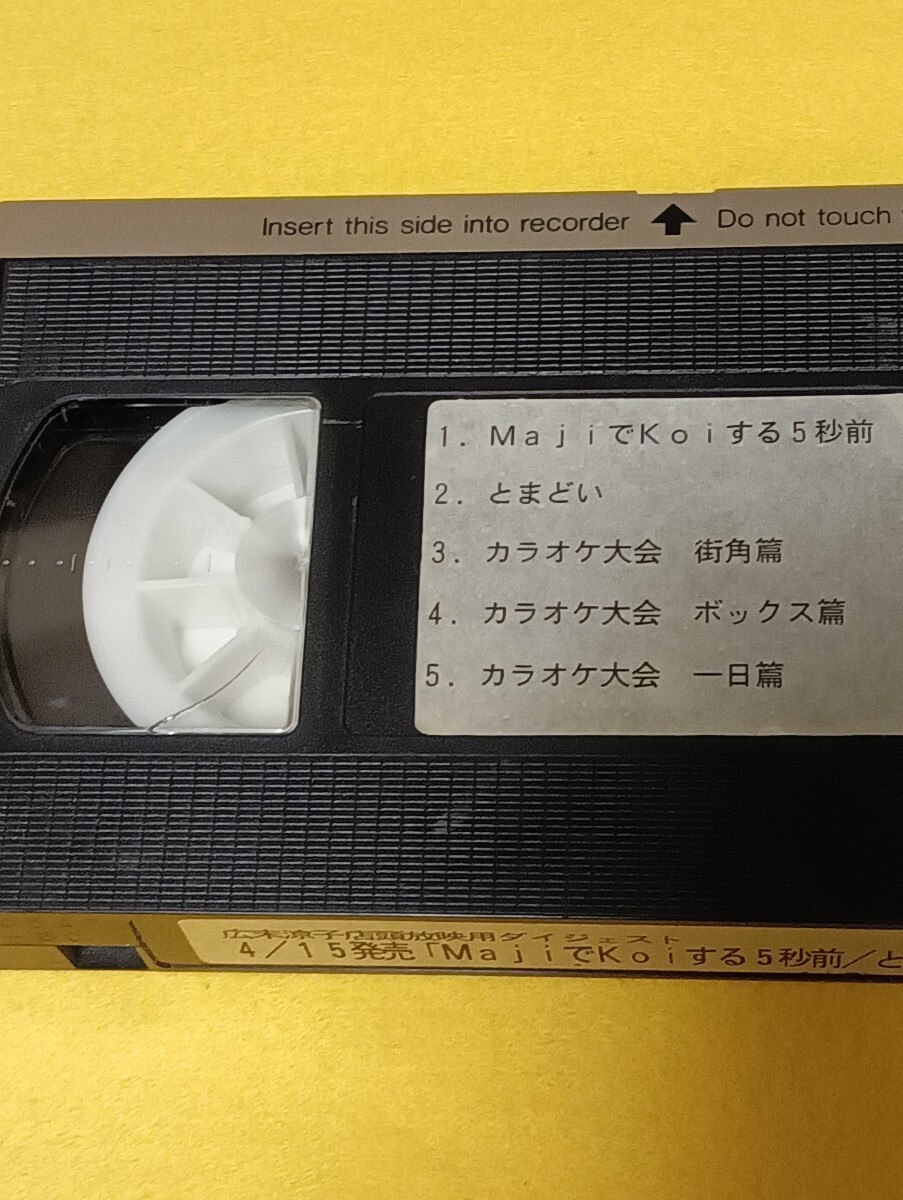 Insert this side into recorder ↑ Do not touch
1．ＭａｊｉでＫｏｉする５秒前
2．とまどい
3．カラオケ大会　街角篇
4．カラオケ大会　ボックス篇
5．カラオケ大会　一日篇
広末涼子店頭放映用ダイジェスト
４／１５発売「ＭａｊｉでＫｏｉする５秒前／と